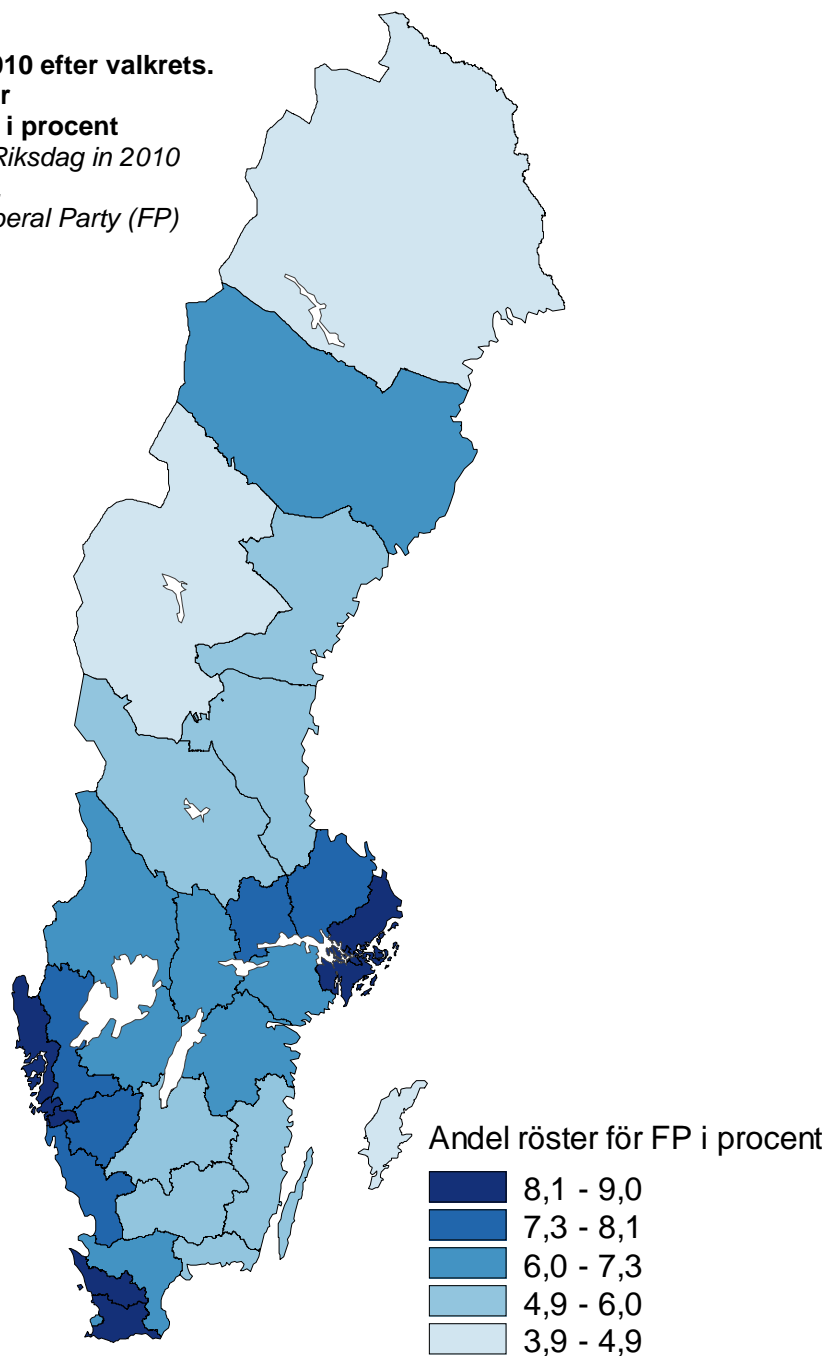 010 efter valkrets.
r
i procent
Riksdag in 2010
peral Party (FP)
Andel röster för FP i procent
8,1 - 9,0
7,3 - 8,1
6,0 - 7,3
4,9 - 6,0
3,9 - 4,9